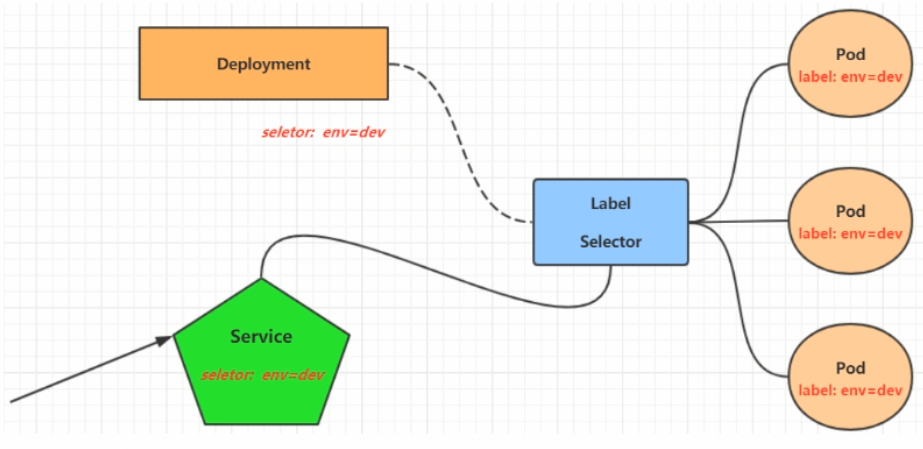 Deployment
seletor: env=dev
Label
Selector
Service
seletor: env=dev
Pod
label: env=dev
Pod
label: env=dev
Pod
label: env=dev